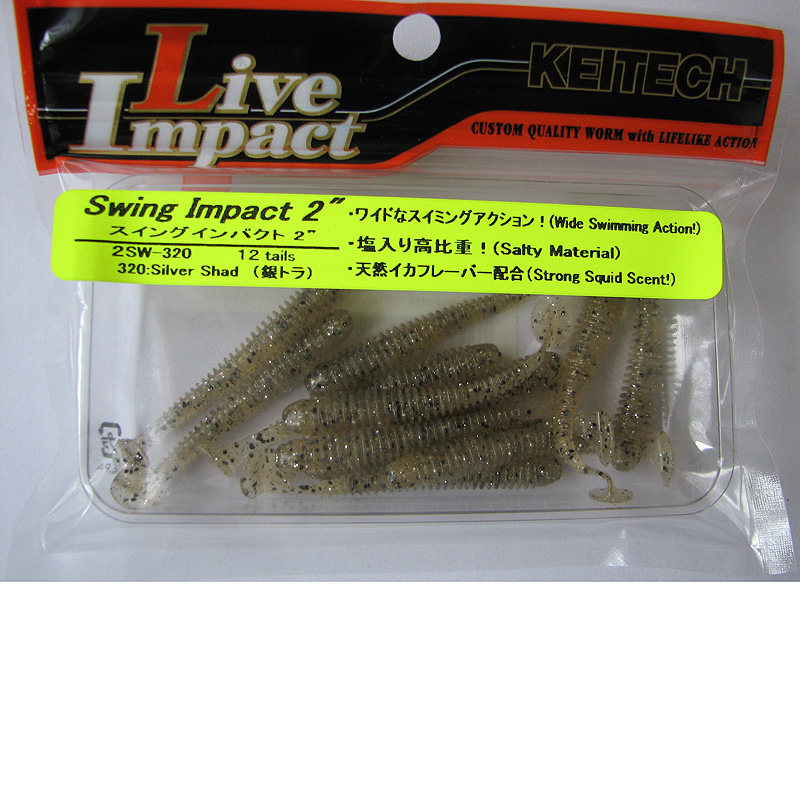 Live
Impact
KEITECH
CUSTOM QUALITY WORM with LIFELIKE ACTION
Swing Impact 2"
スイングインパクト 2"
2SW-320 12 tails
320:Silver Shad (銀トラ)
・ワイドなスイミングアクション！(Wide Swimming Action!)
・塩入り高比重！(Salty Material)
・天然イカフレーバー配合(Strong Squid Scent!)